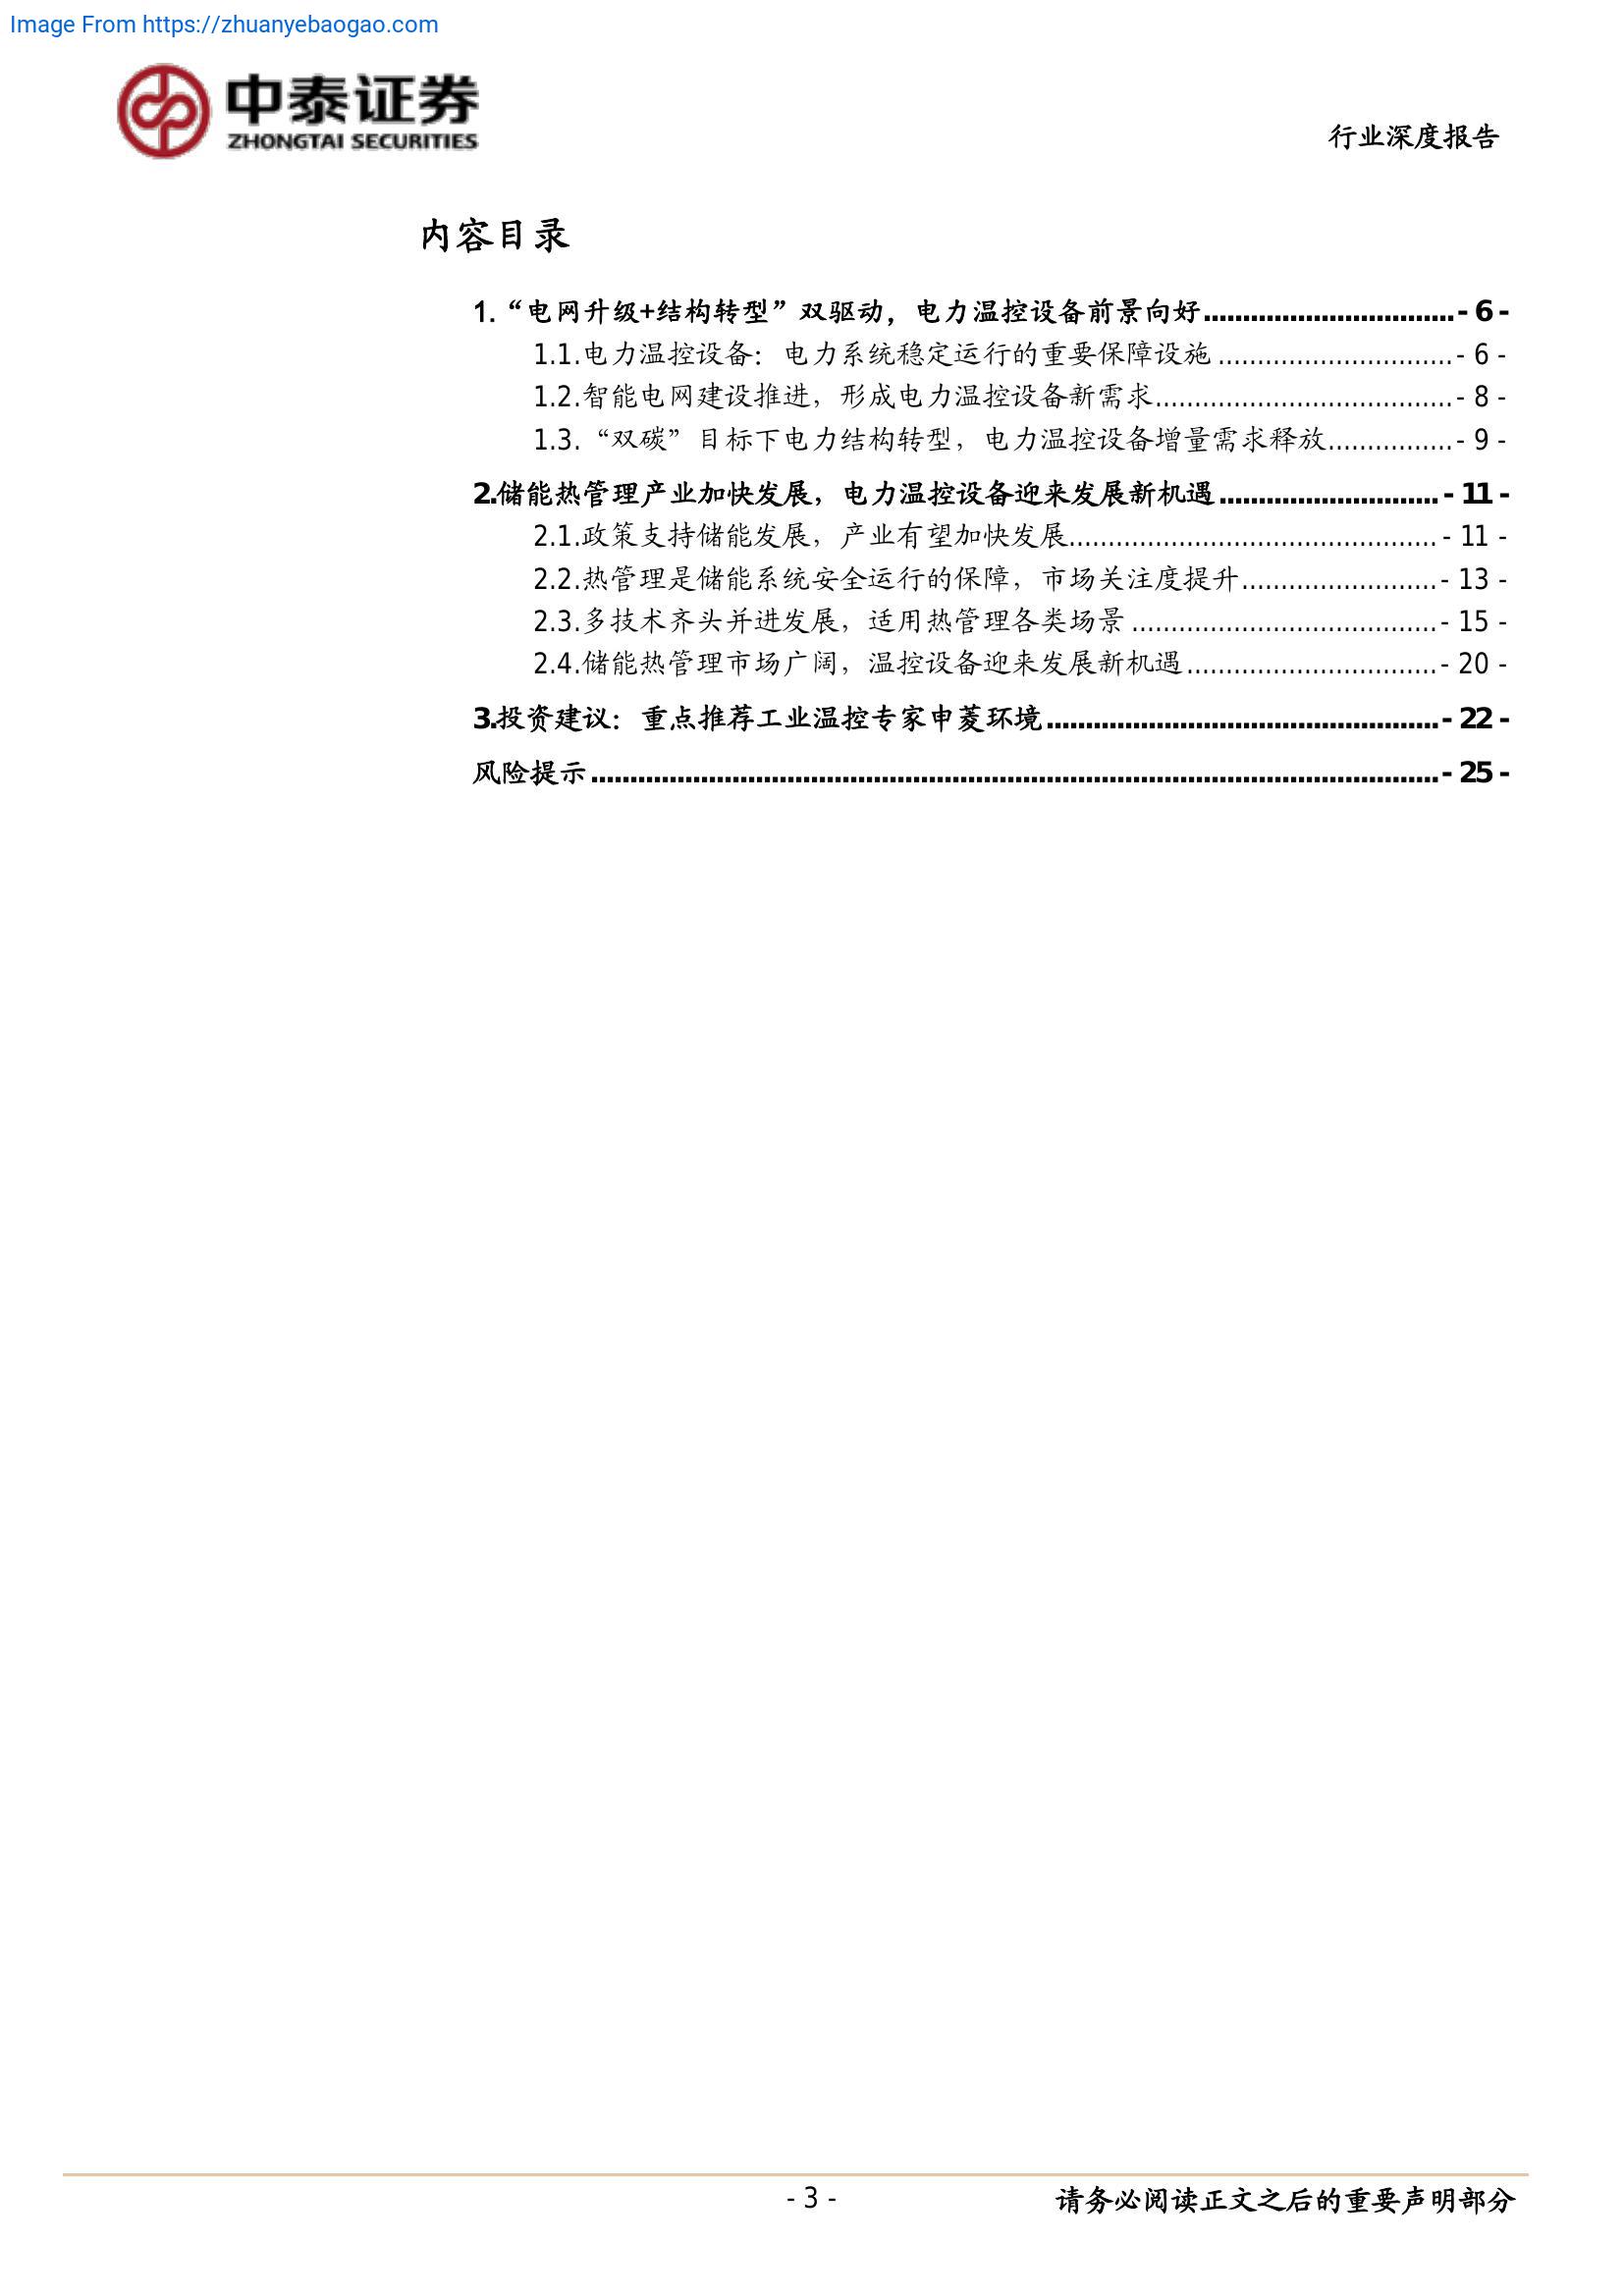 Image From https://zhuanyebaogao.com
中泰证券
ZHONGTAI SECURITIES
行业深度报告
内容目录
1.“电网升级+结构转型”双驱动，电力温控设备前景向好................................- 6 -
1.1.电力温控设备：电力系统稳定运行的重要保障设施..............................- 6 -
1.2.智能电网建设推进，形成电力温控设备新需求......................................- 8 -
1.3.“双碳”目标下电力结构转型，电力温控设备增量需求释放................- 9 -
2.储能热管理产业加快发展，电力温控设备迎来发展新机遇............................- 11 -
2.1.政策支持储能发展，产业有望加快发展...............................................- 11 -
2.2.热管理是储能系统安全运行的保障，市场关注度提升.........................- 13 -
2.3.多技术齐头并进发展，适用热管理各类场景.......................................- 15 -
2.4.储能热管理市场广阔，温控设备迎来发展新机遇................................- 20 -
3.投资建议：重点推荐工业温控专家申菱环境..................................................- 22 -
风险提示............................................................................................................- 25 -
- 3 -
请务必阅读正文之后的重要声明部分